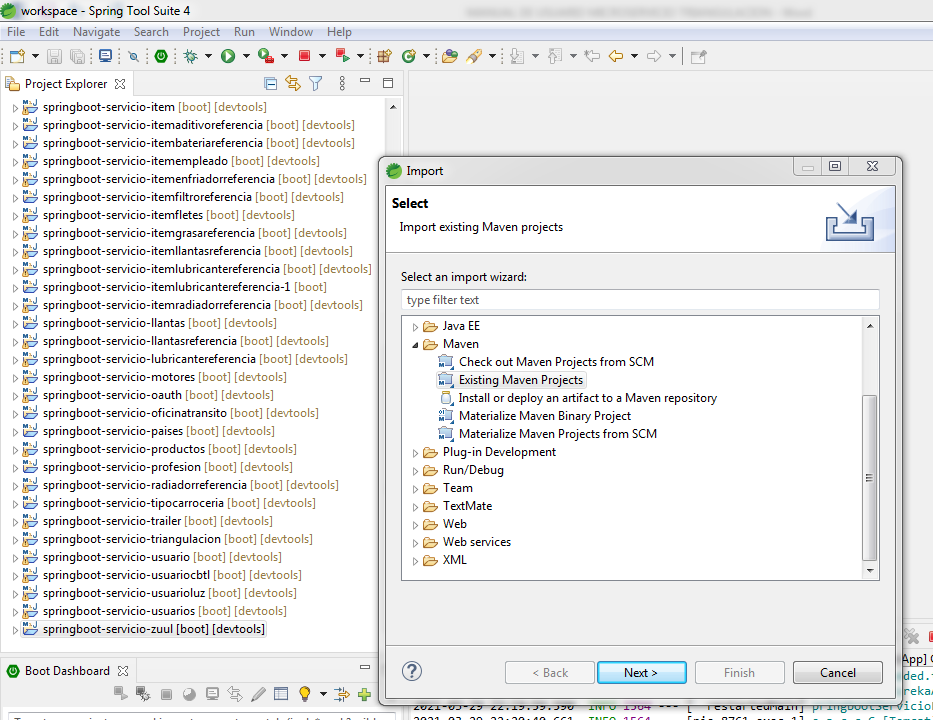 workspace - Spring Tool Suite 4
File Edit Navigate Search Project Run Window Help
Project Explorer
springboot-servicio-item [boot] [devtools]
springboot-servicio-itemaditivoreferencia [boot] [devtools]
springboot-servicio-itembateriareferencia [boot] [devtools]
springboot-servicio-itemempleado [boot] [devtools]
springboot-servicio-itemenfriadorreferencia [boot] [devtools]
springboot-servicio-itemfiltroreferencia [boot] [devtools]
springboot-servicio-itemfletes [boot] [devtools]
springboot-servicio-itemgrasareferencia [boot] [devtools]
springboot-servicio-itemllantasreferencia [boot] [devtools]
springboot-servicio-itemlubricantereferencia [boot] [devtools]
springboot-servicio-itemlubricantereferencia-1 [boot]
springboot-servicio-itemradiadorreferencia [boot] [devtools]
springboot-servicio-llantas [boot] [devtools]
springboot-servicio-llantasreferencia [boot] [devtools]
springboot-servicio-lubricantereferencia [boot] [devtools]
springboot-servicio-motores [boot] [devtools]
springboot-servicio-oauth [boot] [devtools]
springboot-servicio-oficinatransito [boot] [devtools]
springboot-servicio-paises [boot] [devtools]
springboot-servicio-productos [boot] [devtools]
springboot-servicio-profesion [boot] [devtools]
springboot-servicio-radiadorreferencia [boot] [devtools]
springboot-servicio-tipocarroceria [boot] [devtools]
springboot-servicio-trailer [boot] [devtools]
springboot-servicio-triangulacion [boot] [devtools]
springboot-servicio-usuario [boot] [devtools]
springboot-servicio-usuariocbtl [boot] [devtools]
springboot-servicio-usuarioluz [boot] [devtools]
springboot-servicio-usuarios [boot] [devtools]
springboot-servicio-zuul [boot] [devtools]
Boot Dashboard
Import
Select
Import existing Maven projects
Select an import wizard:
type filter text
Java EE
Maven
Check out Maven Projects from SCM
Existing Maven Projects
Install or deploy an artifact to a Maven repository
Materialize Maven Binary Project
Materialize Maven Projects from SCM
Plug-in Development
Run/Debug
Team
TextMate
Web
Web services
XML
< Back
Next >
Finish
Cancel